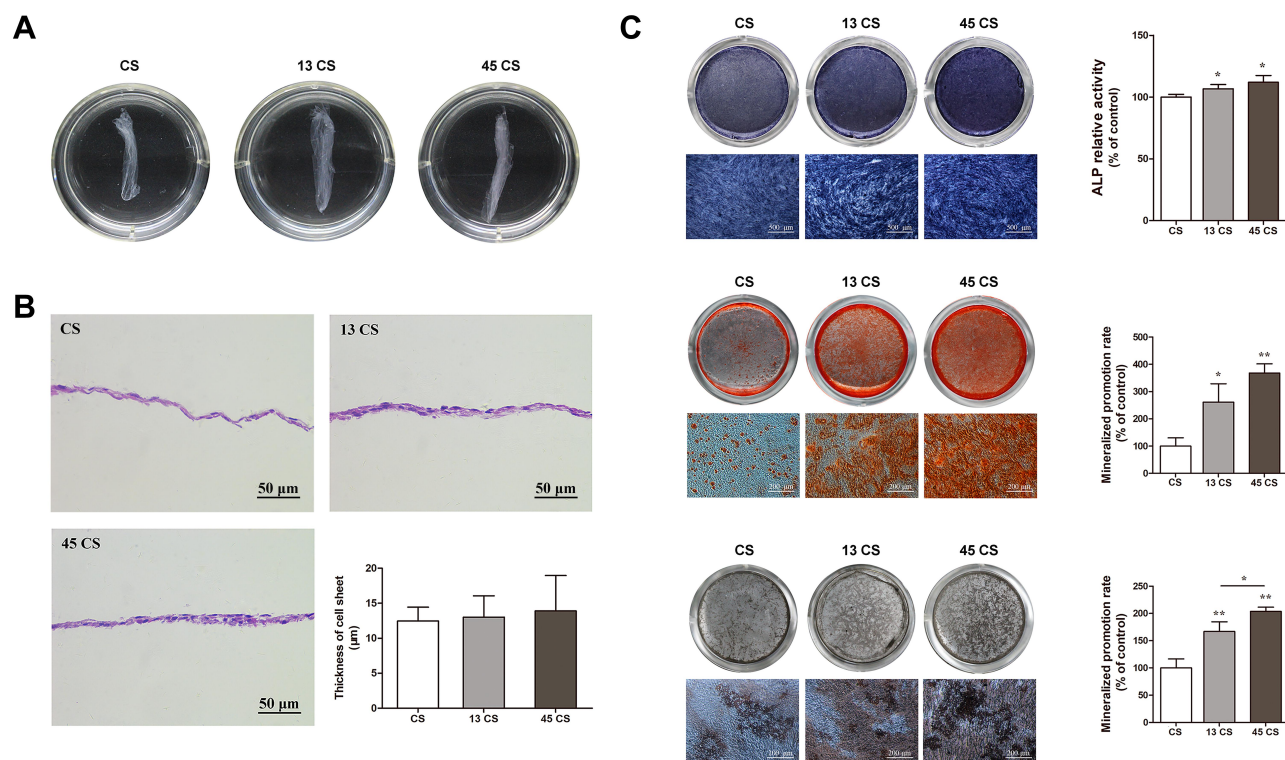 A
CS
13 CS
45 CS
B
CS
50 µm
13 CS
50 µm
45 CS
50 µm
Thickness of cell sheet
(µm)
20
15
10
5
0
CS
13 CS
45 CS
C
CS
13 CS
45 CS
500 µm
500 µm
500 µm
ALP relative activity
(% of control)
150
100
50
0
*
*
CS
13 CS
45 CS
CS
13 CS
45 CS
200 µm
200 µm
200 µm
Mineralized promotion rate
(% of control)
500
400
300
200
100
0
*
**
CS
13 CS
45 CS
CS
13 CS
45 CS
200 µm
200 µm
200 µm
Mineralized promotion rate
(% of control)
250
200
150
100
50
0
**
*
**
CS
13 CS
45 CS